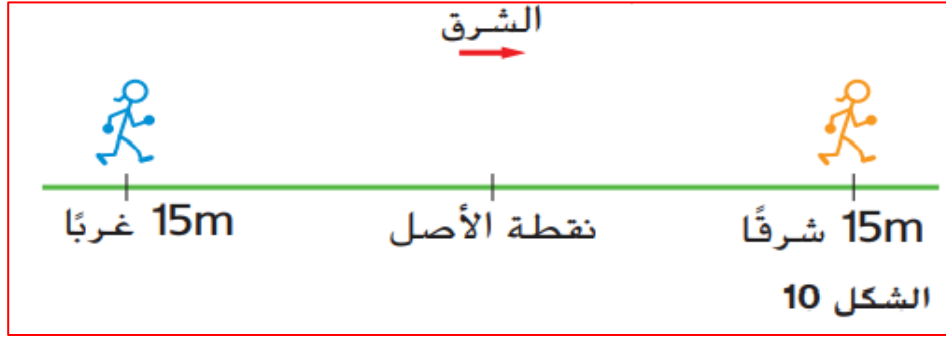 الشرق
15m غربًا
نقطة الأصل
15m شرقًا
الشكل 10